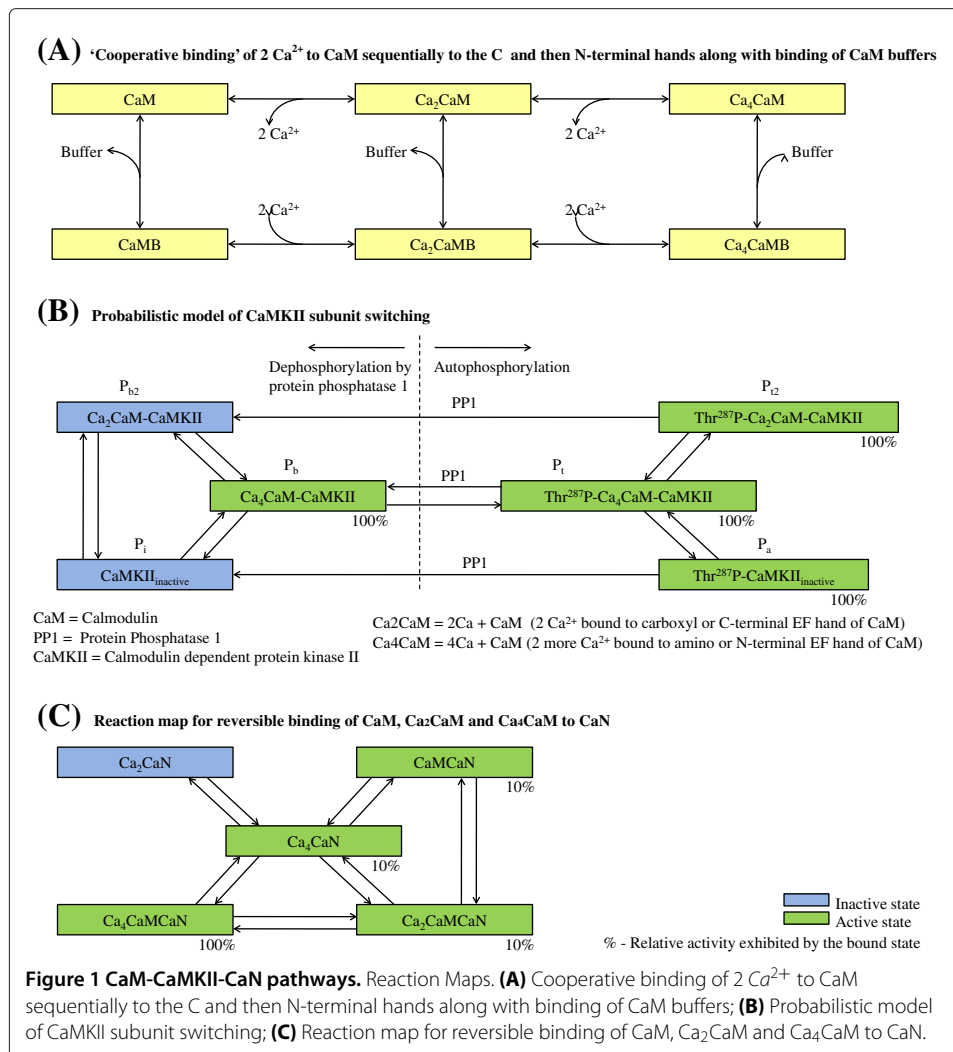 (A) ‘Cooperative binding’ of 2 Ca²⁺ to CaM sequentially to the C and then N-terminal hands along with binding of CaM buffers
CaM
Ca₂CaM
Ca₄CaM
2 Ca²⁺
2 Ca²⁺
Buffer
Buffer
Buffer
2 Ca²⁺
2 Ca²⁺
CaMB
Ca₂CaMB
Ca₄CaMB
(B) Probabilistic model of CaMKII subunit switching
Dephosphorylation by
protein phosphatase 1
Autophosphorylation
P_b2
P_t2
Ca₂CaM-CaMKII
PP1
Thr²⁸⁷P-Ca₂CaM-CaMKII
100%
P_b
P_t
Ca₄CaM-CaMKII
PP1
Thr²⁸⁷P-Ca₄CaM-CaMKII
100%
100%
P_i
P_a
CaMKII_inactive
PP1
Thr²⁸⁷P-CaMKII_inactive
100%
CaM = Calmodulin
PP1 = Protein Phosphatase 1
CaMKII = Calmodulin dependent protein kinase II
Ca2CaM = 2Ca + CaM (2 Ca²⁺ bound to carboxyl or C-terminal EF hand of CaM)
Ca4CaM = 4Ca + CaM (2 more Ca²⁺ bound to amino or N-terminal EF hand of CaM)
(C) Reaction map for reversible binding of CaM, Ca₂CaM and Ca₄CaM to CaN
Ca₂CaN
CaMCaN
10%
Ca₄CaN
10%
Ca₄CaMCaN
Ca₂CaMCaN
100%
10%
Inactive state
Active state
% - Relative activity exhibited by the bound state
Figure 1 CaM-CaMKII-CaN pathways. Reaction Maps. (A) Cooperative binding of 2 Ca²⁺ to CaM
sequentially to the C and then N-terminal hands along with binding of CaM buffers; (B) Probabilistic model
of CaMKII subunit switching; (C) Reaction map for reversible binding of CaM, Ca₂CaM and Ca₄CaM to CaN.